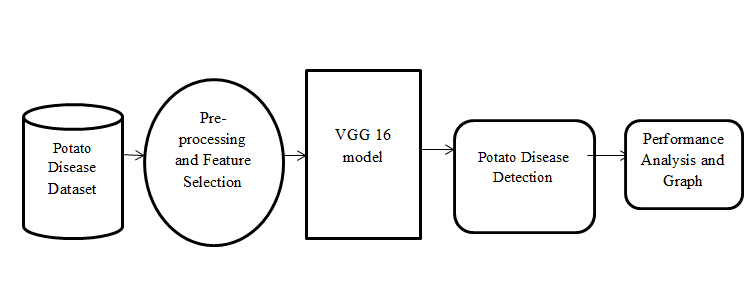 Potato
Disease
Dataset
Pre-
processing
and Feature
Selection
VGG 16
model
Potato Disease
Detection
Performance
Analysis and
Graph